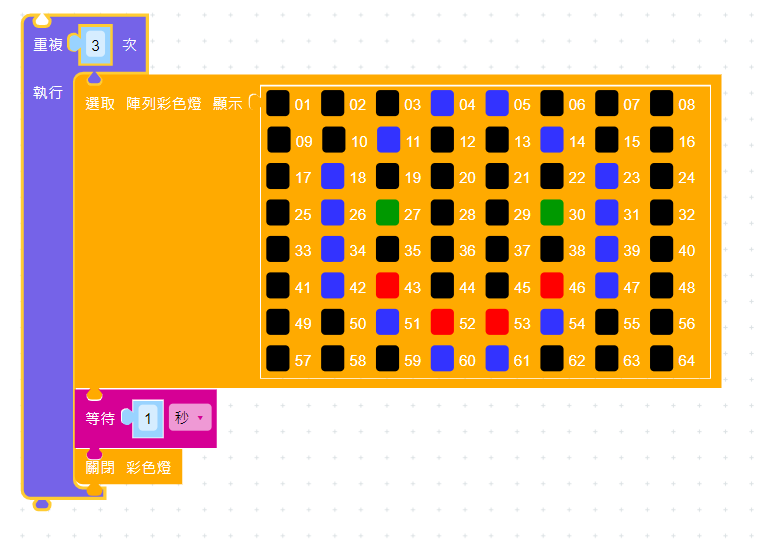 重複 3 次
執行
選取 陣列彩色燈 顯示 01 02 03 04 05 06 07 08
09 10 11 12 13 14 15 16
17 18 19 20 21 22 23 24
25 26 27 28 29 30 31 32
33 34 35 36 37 38 39 40
41 42 43 44 45 46 47 48
49 50 51 52 53 54 55 56
57 58 59 60 61 62 63 64
等待 1 秒
關閉 彩色燈